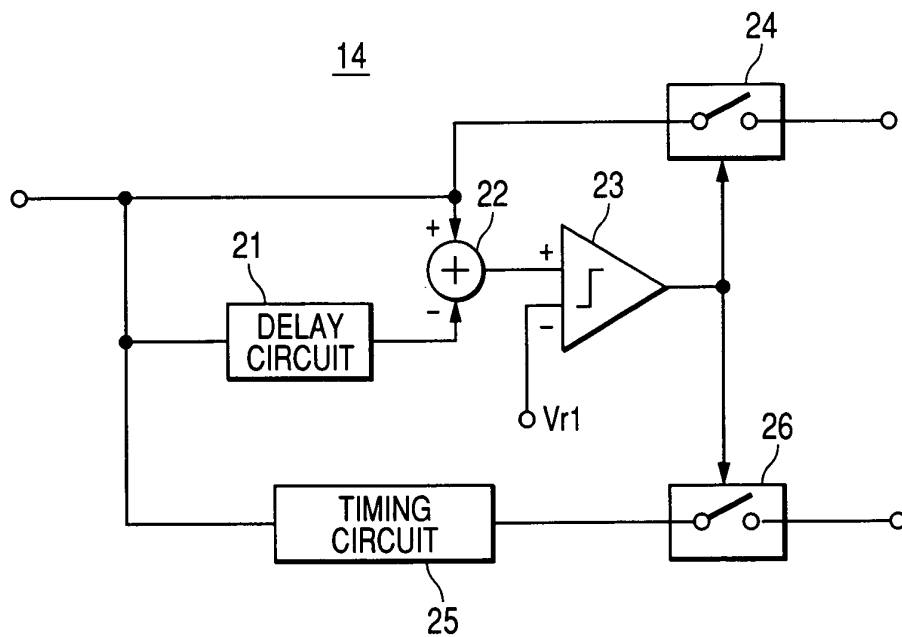 14
24
22
23
+
+
21
+
-
-
DELAY
CIRCUIT
Vr1
26
TIMING
CIRCUIT
25